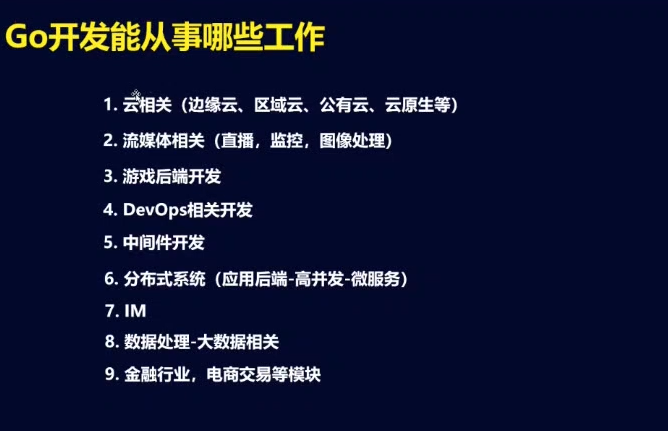 Go开发能从事哪些工作
1. 云相关（边缘云、区域云、公有云、云原生等）
2. 流媒体相关（直播，监控，图像处理）
3. 游戏后端开发
4. DevOps相关开发
5. 中间件开发
6. 分布式系统（应用后端-高并发-微服务）
7. IM
8. 数据处理-大数据相关
9. 金融行业，电商交易等模块